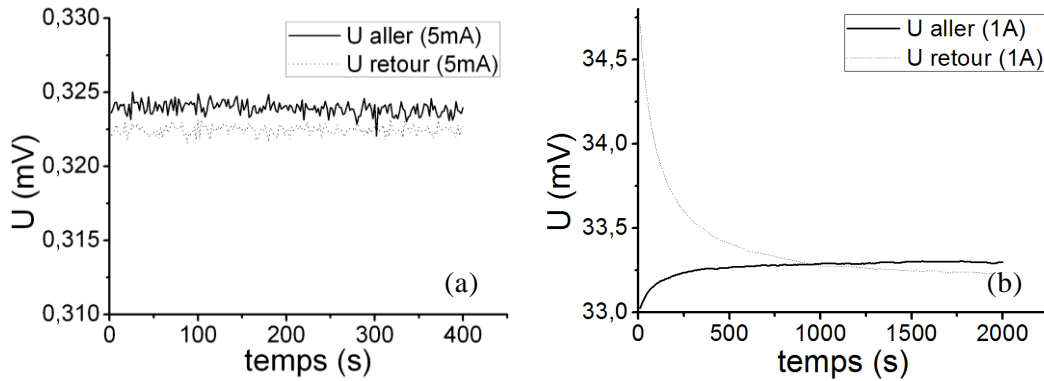 0,330
0,325
0,320
0,315
0,310
U (mV)
U aller (5mA)
U retour (5mA)
(a)
0 100 200 300 400
temps (s)
34,5
34,0
33,5
33,0
U (mV)
U aller (1A)
U retour (1A)
(b)
0 500 1000 1500 2000
temps (s)